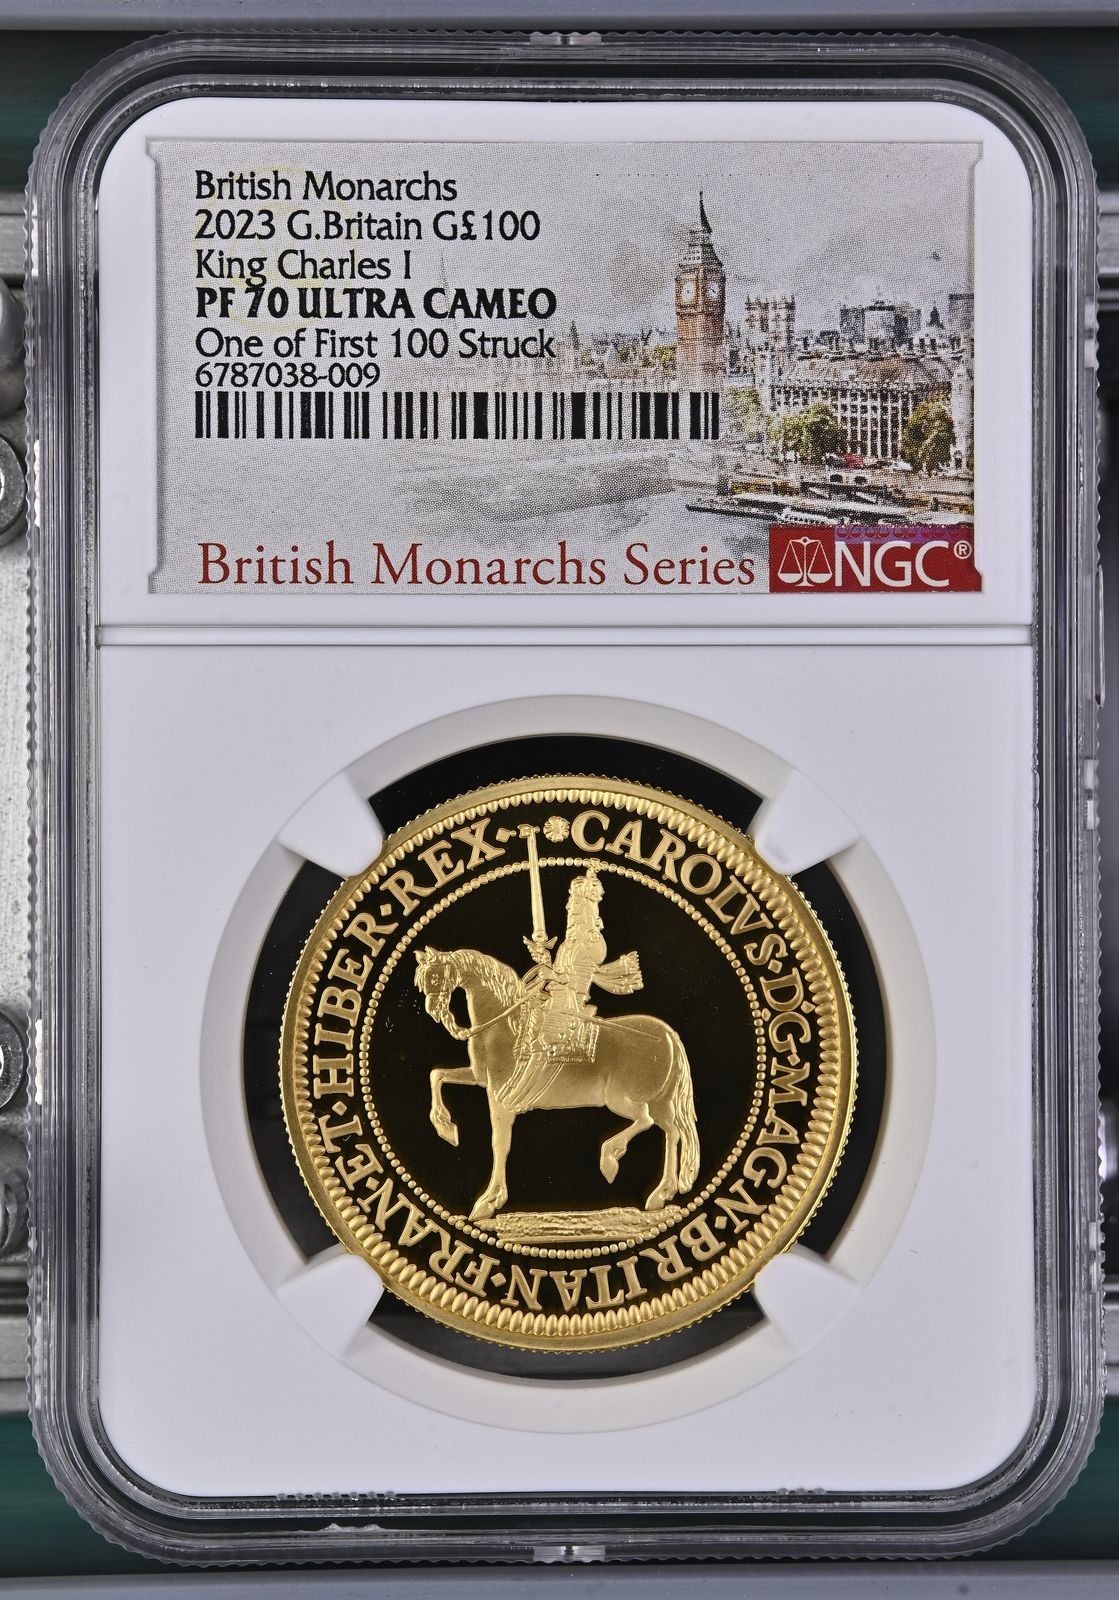 British Monarchs
2023 G.Britain G£100
King Charles I
PF 70 ULTRA CAMEO
One of First 100 Struck
6787038-009
British Monarchs Series
NGC®
CAROLVS·D:G·MAGN·BRITAN·FRAN·ET·HIBER·REX·